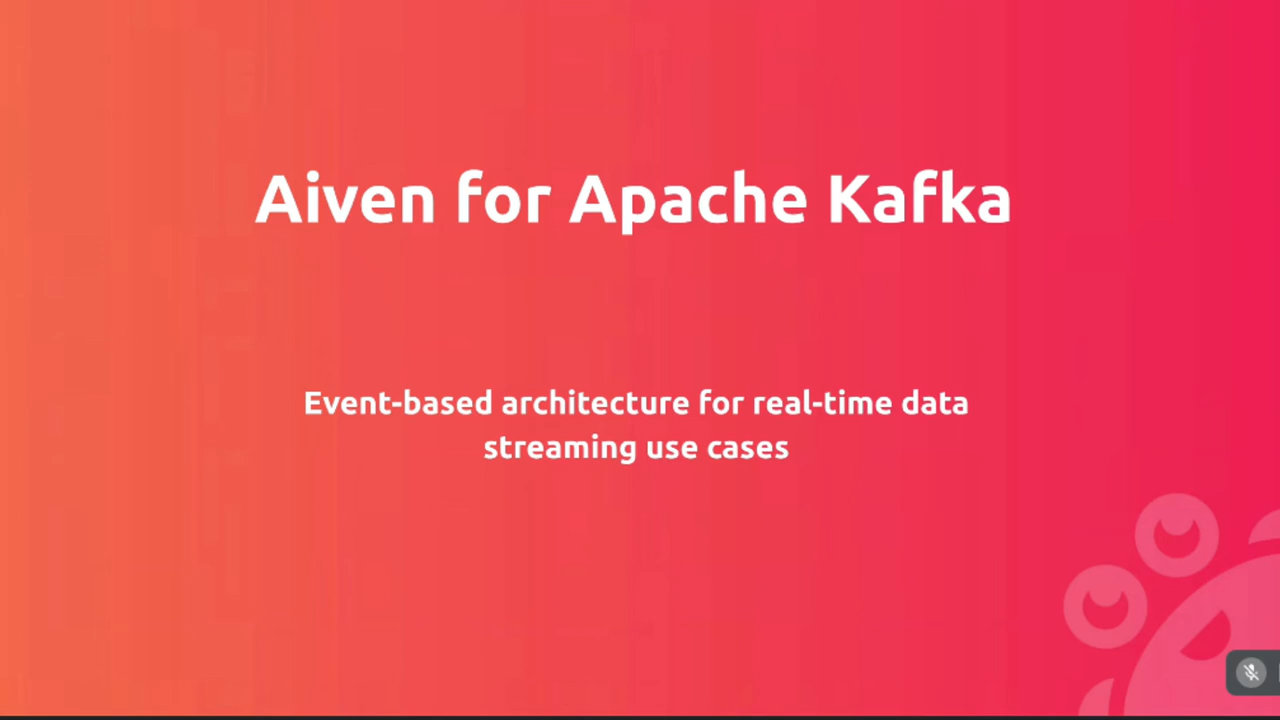 Aiven for Apache Kafka
Event-based architecture for real-time data
streaming use cases